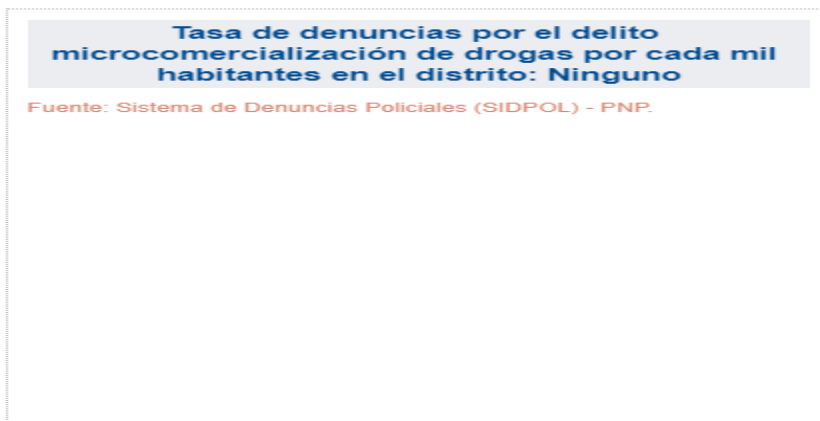 Tasa de denuncias por el delito
microcomercialización de drogas por cada mil
habitantes en el distrito: Ninguno
Fuente: Sistema de Denuncias Policiales (SIDPOL) - PNP.